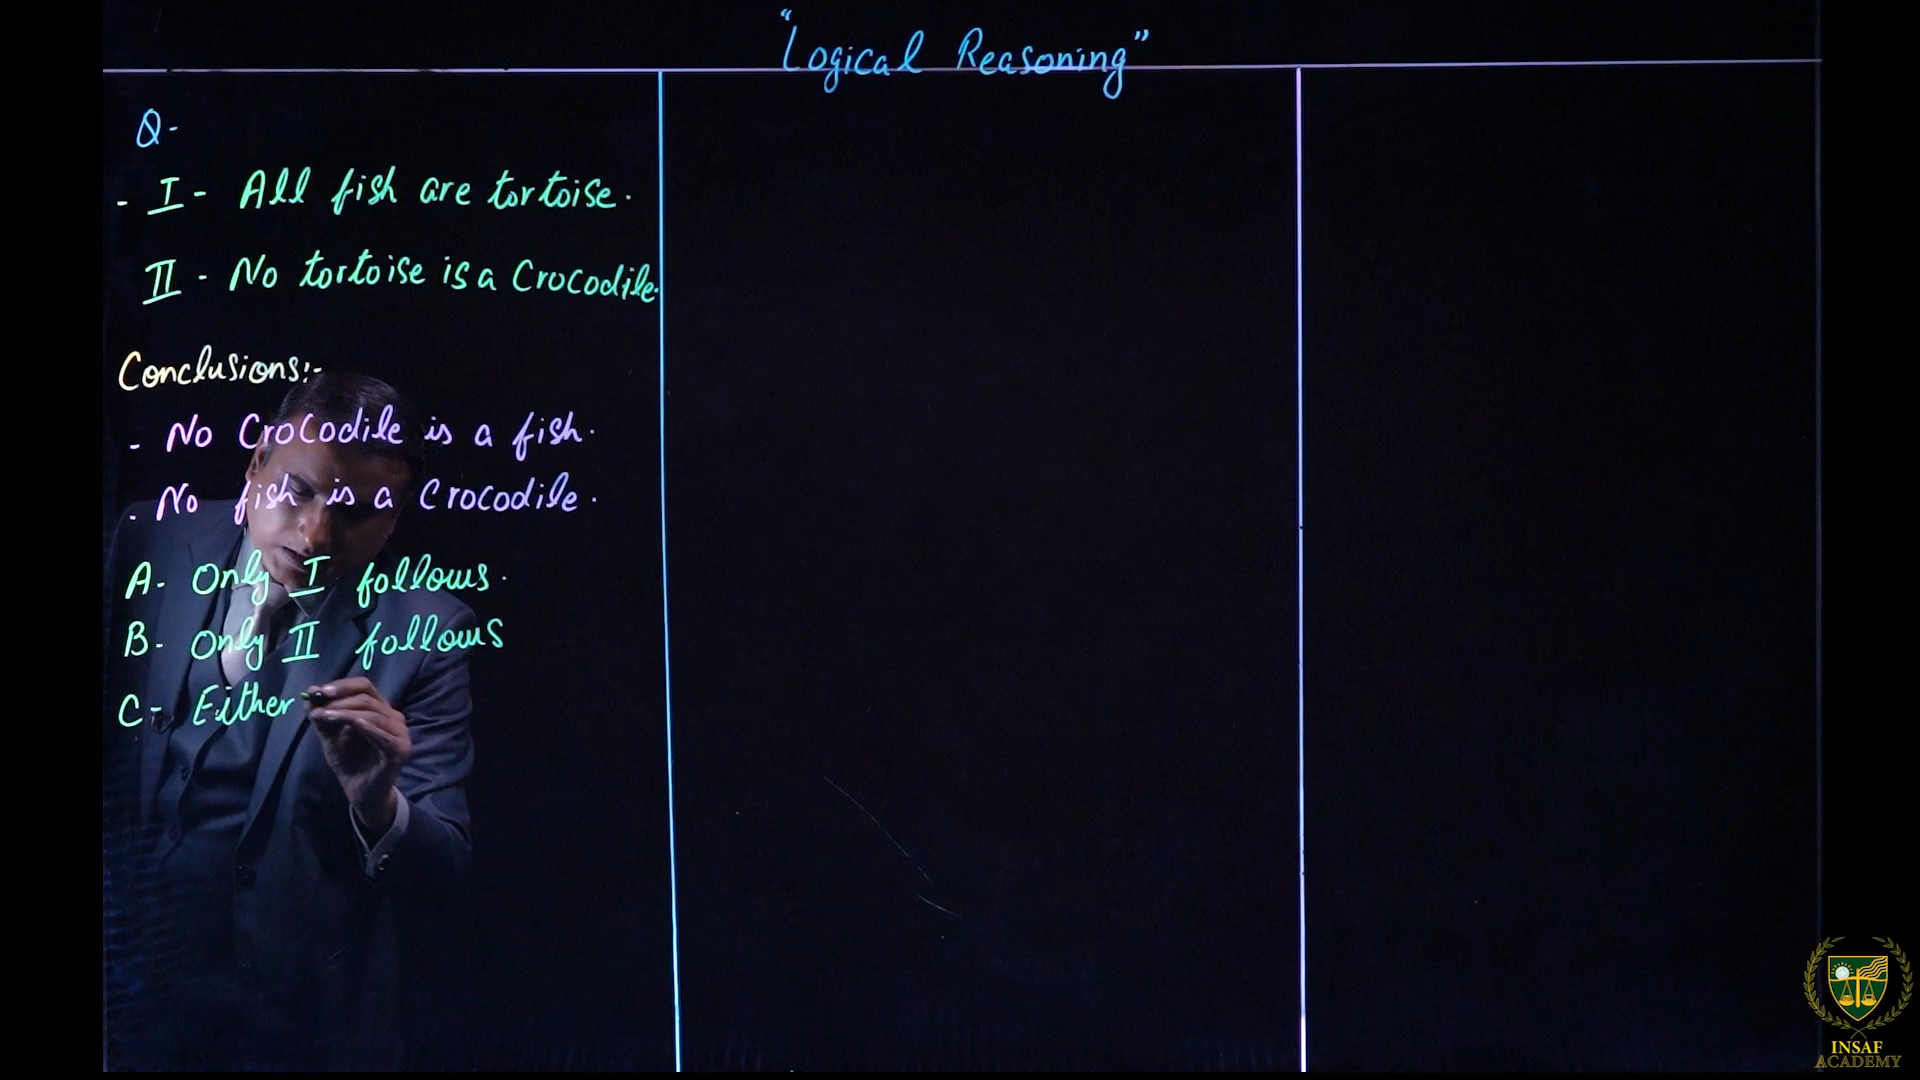 "Logical Reasoning"
Q-
- I - All fish are tortoise.
II - No tortoise is a Crocodile.
Conclusions:-
- No Crocodile is a fish.
- No fish is a Crocodile.
A- Only I follows.
B- Only II follows
C- Either
INSAF
ACADEMY